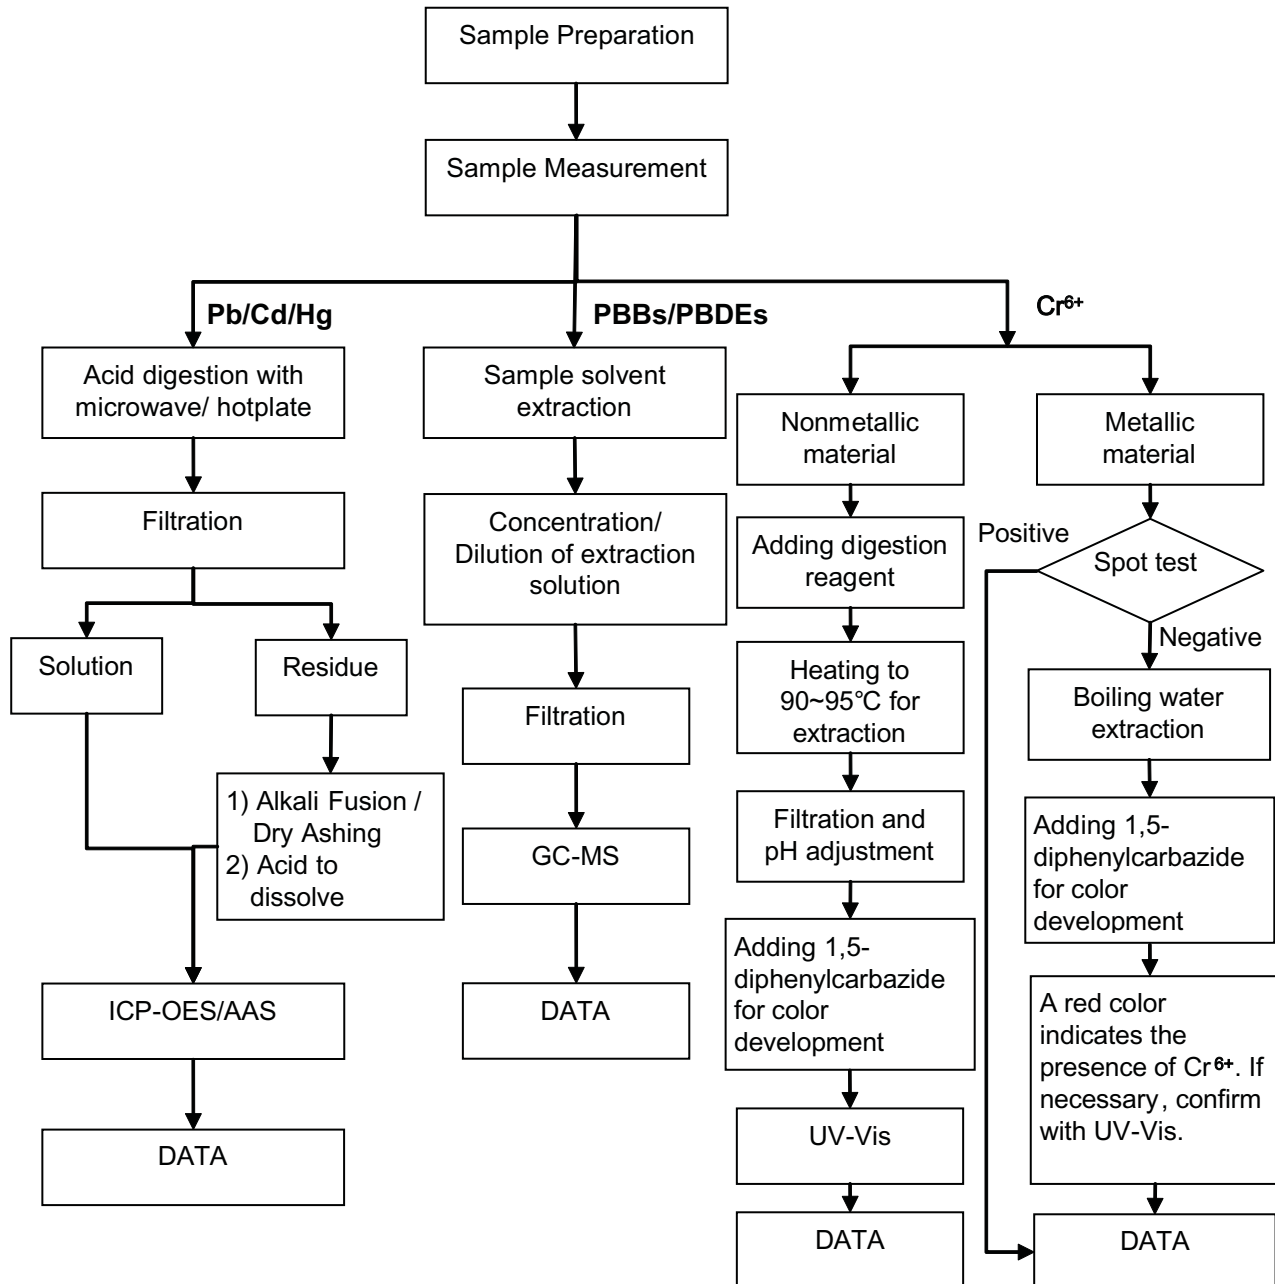 Sample Preparation
Sample Measurement
Pb/Cd/Hg
PBBs/PBDEs
Cr⁶⁺
Acid digestion with
microwave/ hotplate
Filtration
Solution
Residue
1) Alkali Fusion /
Dry Ashing
2) Acid to
dissolve
ICP-OES/AAS
DATA
Sample solvent
extraction
Concentration/
Dilution of extraction
solution
Filtration
GC-MS
DATA
Nonmetallic
material
Adding digestion
reagent
Heating to
90~95℃ for
extraction
Filtration and
pH adjustment
Adding 1,5-
diphenylcarbazide
for color
development
UV-Vis
DATA
Metallic
material
Spot test
Positive
Negative
Boiling water
extraction
Adding 1,5-
diphenylcarbazide
for color
development
A red color
indicates the
presence of Cr⁶⁺. If
necessary, confirm
with UV-Vis.
DATA